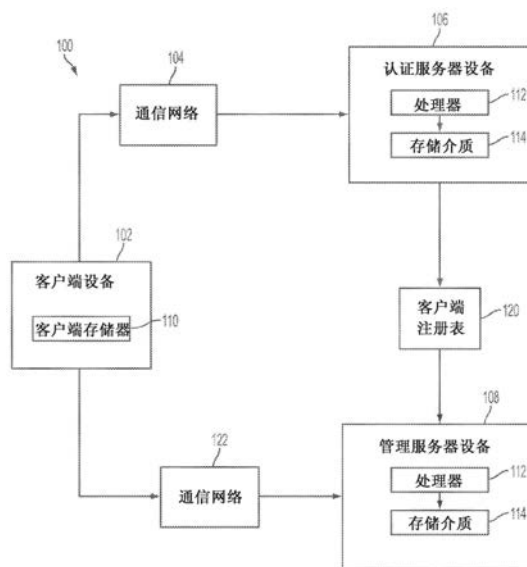 100
104
通信网络
106
认证服务器设备
处理器
112
存储介质
114
102
客户端设备
客户端存储器
110
客户端
注册表
120
122
通信网络
108
管理服务器设备
处理器
112
存储介质
114